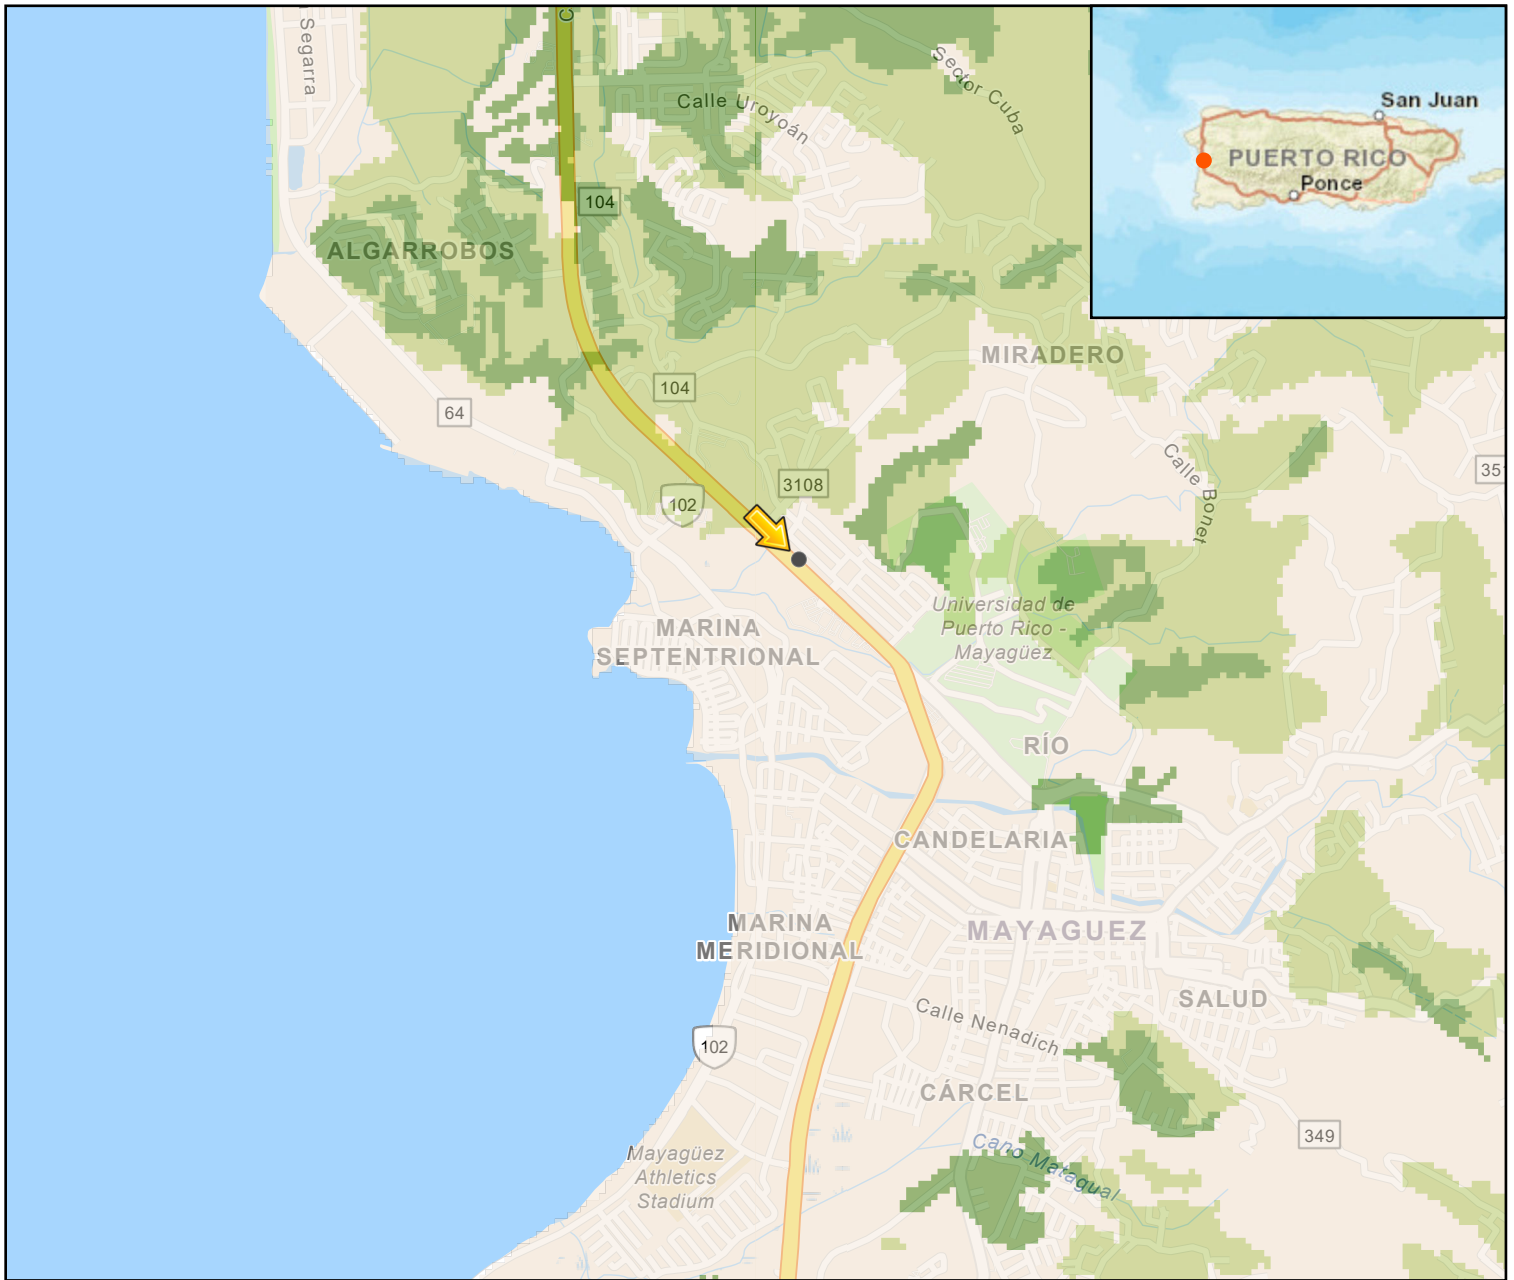 Segarra
C
Sector Cuba
Calle Uroyoán
San Juan
PUERTO RICO
Ponce
104
ALGARROBOS
MIRADERO
104
64
Calle Bonet
351
3108
102
Universidad de
Puerto Rico -
Mayagüez
MARINA
SEPTENTRIONAL
RÍO
CANDELARIA
MARINA
MERIDIONAL
MAYAGUEZ
SALUD
Calle Nenadich
102
CÁRCEL
349
Cano Matagual
Mayagüez
Athletics
Stadium